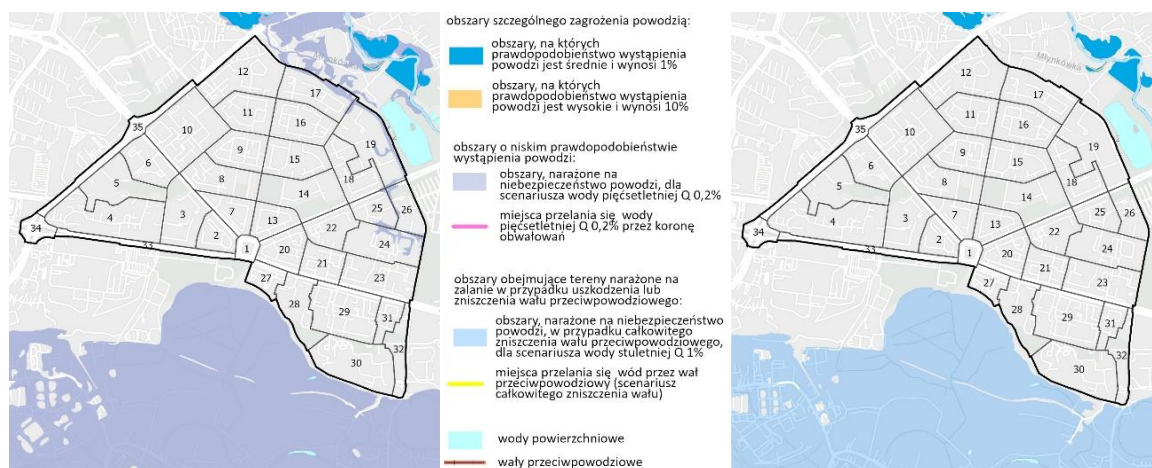 Młynkówka
12
17
11
16
35
10
19
6
9
15
18
5
8
14
26
4
3
7
25
13
22
34
2
24
33
1
20
21
27
23
28
29
31
30
32
obszary szczególnego zagrożenia powodzią:
obszary, na których
prawdopodobieństwo wystąpienia
powodzi jest średnie i wynosi 1%
obszary, na których
prawdopodobieństwo wystąpienia
powodzi jest wysokie i wynosi 10%
obszary o niskim prawdopodobieństwie
wystąpienia powodzi:
obszary, narażone na
niebezpieczeństwo powodzi, dla
scenariusza wody pięćsetletniej Q 0,2%
miejsca przelania się wody
pięćsetletniej Q 0,2% przez koronę
obwałowań
obszary obejmujące tereny narażone na
zalanie w przypadku uszkodzenia lub
zniszczenia wału przeciwpowodziowego:
obszary, narażone na niebezpieczeństwo
powodzi, w przypadku całkowitego
zniszczenia wału przeciwpowodziowego,
dla scenariusza wody stuletniej Q 1%
miejsca przelania się wód przez wał
przeciwpowodziowy (scenariusz
całkowitego zniszczenia wału)
wody powierzchniowe
wały przeciwpowodziowe
Młynkówka
12
17
11
16
35
10
19
6
9
15
18
5
8
14
26
4
3
7
25
13
22
34
2
24
33
1
20
21
27
23
28
29
31
30
32